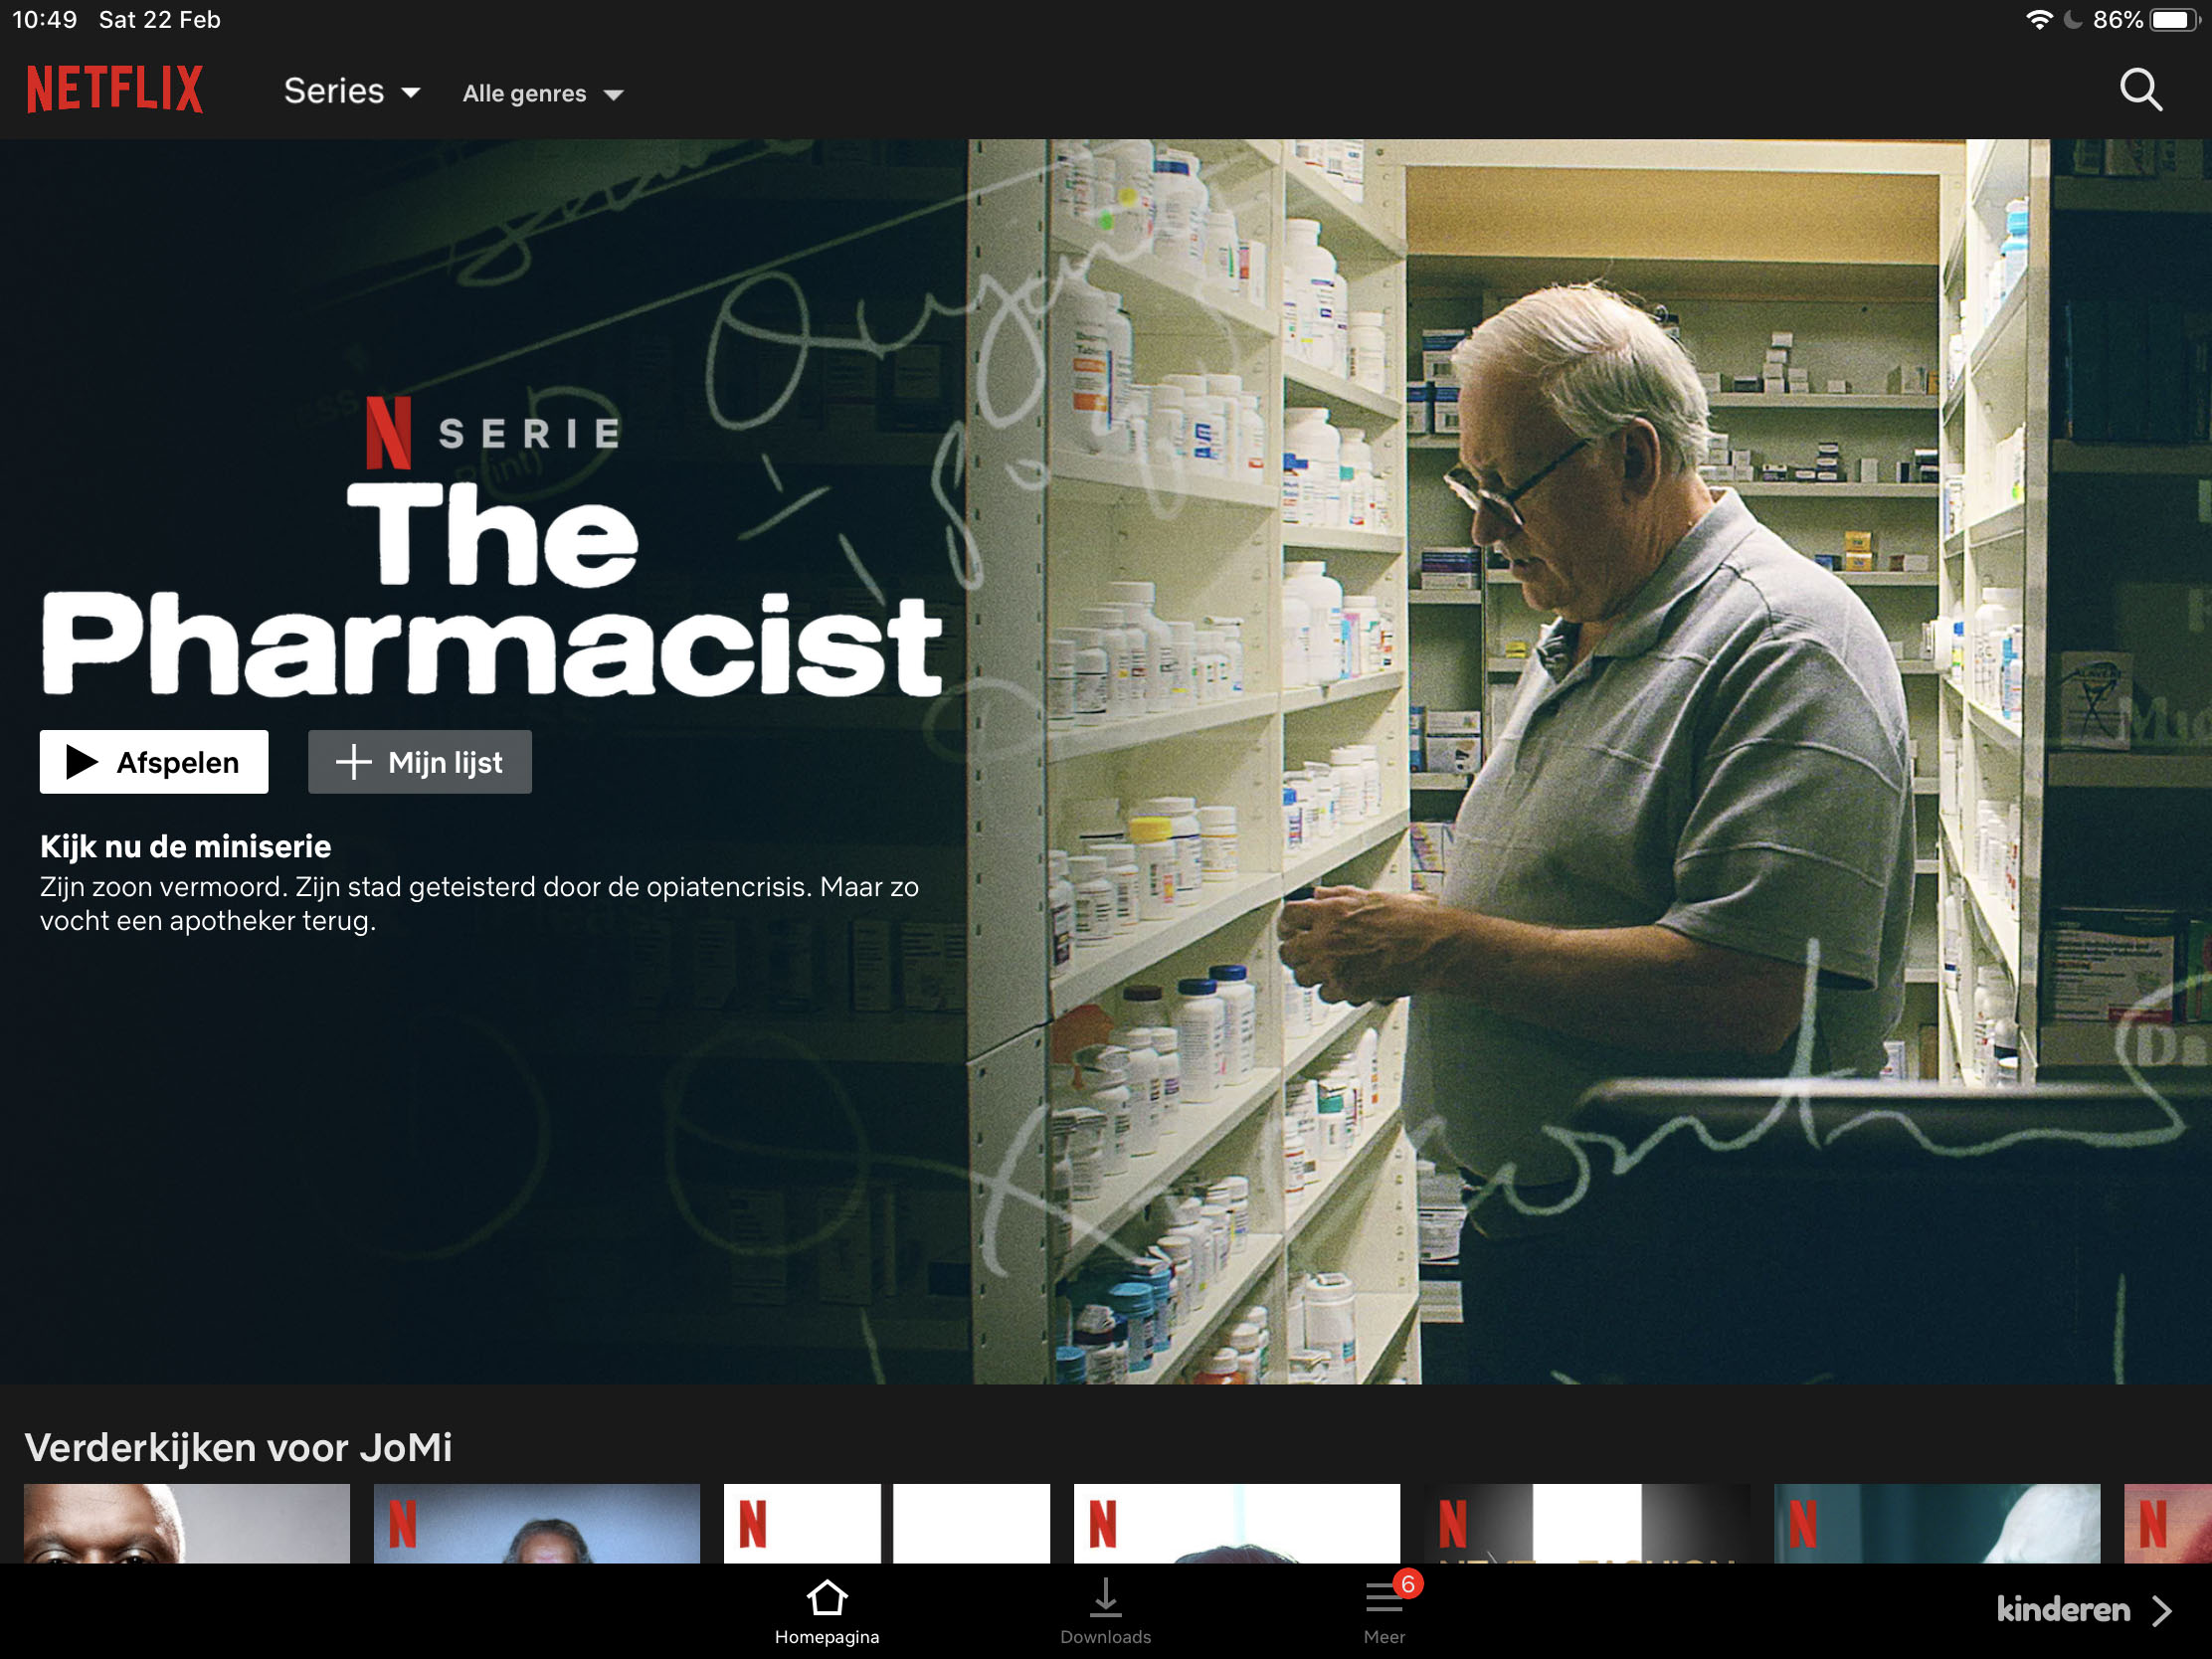 10:49 Sat 22 Feb
86%
NETFLIX
Series Alle genres
N SERIE
The
Pharmacist
Afspelen
Mijn lijst
Kijk nu de miniserie
Zijn zoon vermoord. Zijn stad geteisterd door de opiatencrisis. Maar zo
vocht een apotheker terug.
Verderkijken voor JoMi
N N N N N N
6
Homepagina Downloads Meer
kinderen